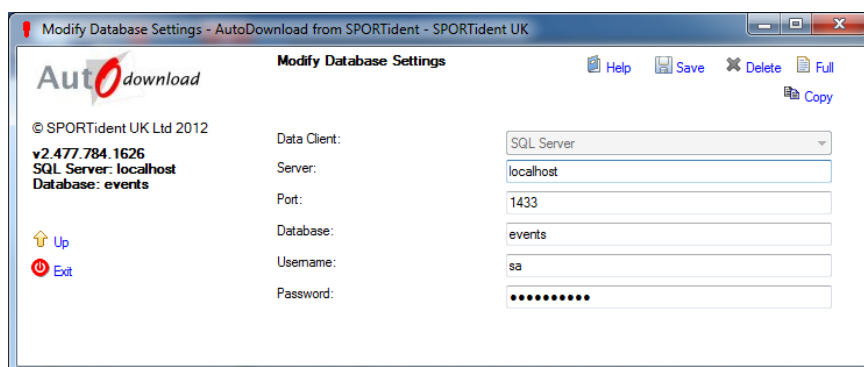 Modify Database Settings - AutoDownload from SPORTident - SPORTident UK
AutOdownload
Modify Database Settings
Help
Save
Delete
Full
Copy
© SPORTident UK Ltd 2012
v2.477.784.1626
SQL Server: localhost
Database: events
Up
Exit
Data Client:
SQL Server
Server:
localhost
Port:
1433
Database:
events
Username:
sa
Password:
••••••••••